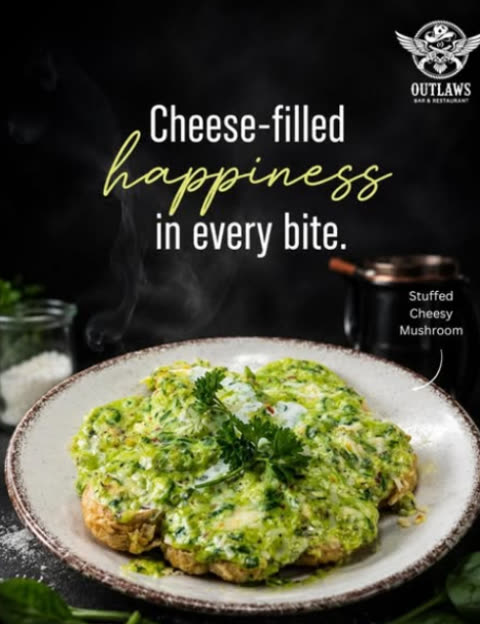 OUTLAWS
BAR & RESTAURANT
Cheese-filled
happiness
in every bite.
Stuffed
Cheesy
Mushroom